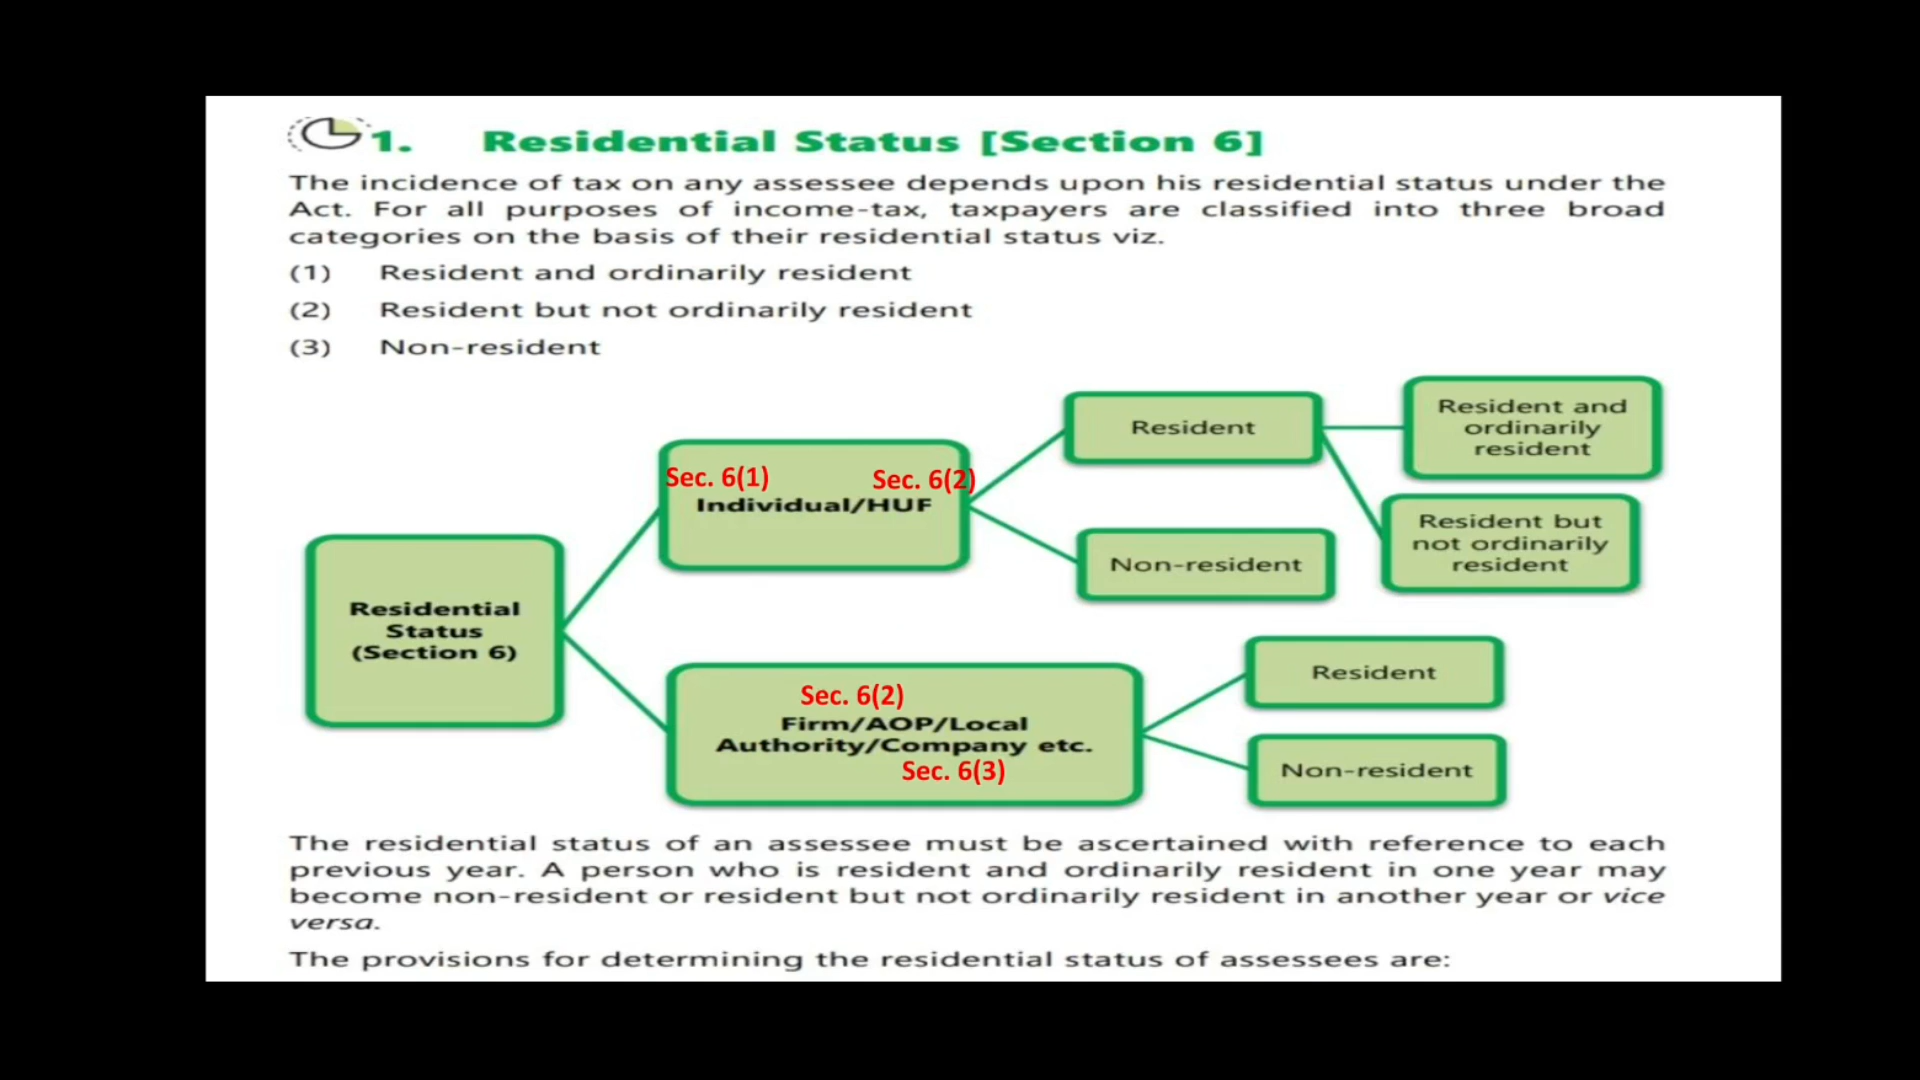 1. Residential Status [Section 6]
The incidence of tax on any assessee depends upon his residential status under the
Act. For all purposes of income-tax, taxpayers are classified into three broad
categories on the basis of their residential status viz.
(1) Resident and ordinarily resident
(2) Resident but not ordinarily resident
(3) Non-resident
Residential
Status
(Section 6)
Sec. 6(1) Sec. 6(2)
Individual/HUF
Resident
Resident and
ordinarily
resident
Resident but
not ordinarily
resident
Non-resident
Sec. 6(2)
Firm/AOP/Local
Authority/Company etc.
Sec. 6(3)
Resident
Non-resident
The residential status of an assessee must be ascertained with reference to each
previous year. A person who is resident and ordinarily resident in one year may
become non-resident or resident but not ordinarily resident in another year or vice
versa.
The provisions for determining the residential status of assessees are: